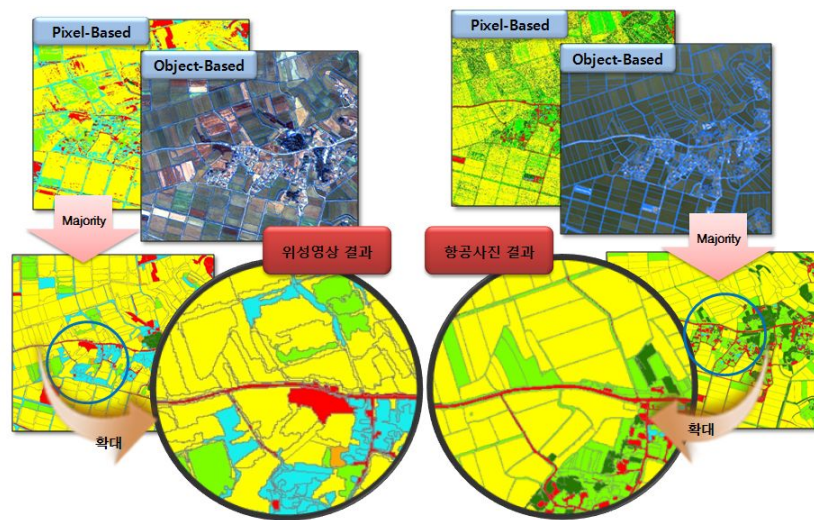 Pixel-Based
Object-Based
Majority
위성영상 결과
확대
Pixel-Based
Object-Based
Majority
항공사진 결과
확대